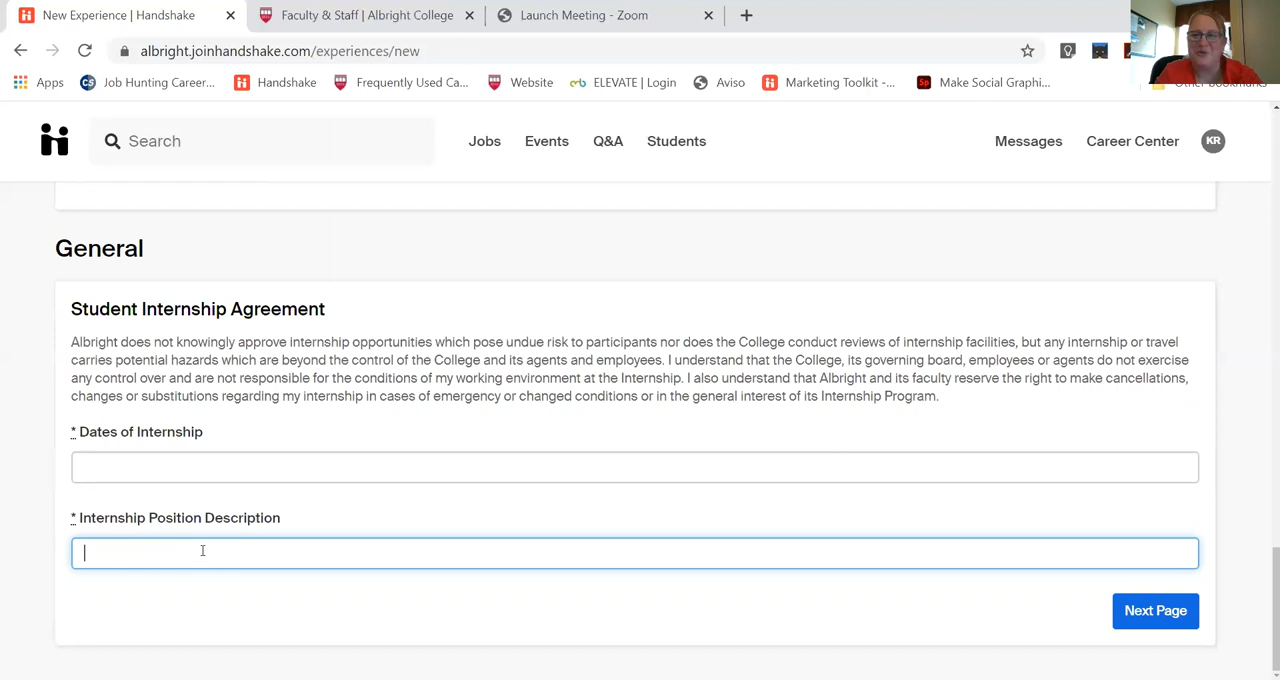 New Experience | Handshake
Faculty & Staff | Albright College
Launch Meeting - Zoom
albright.joinhandshake.com/experiences/new
Apps
Job Hunting Career...
Handshake
Frequently Used Ca...
Website
ELEVATE | Login
Aviso
Marketing Toolkit -...
Sp
Make Social Graphi...
Other bookmarks
Search
Jobs
Events
Q&A
Students
Messages
Career Center
KR
General
Student Internship Agreement
Albright does not knowingly approve internship opportunities which pose undue risk to participants nor does the College conduct reviews of internship facilities, but any internship or travel
carries potential hazards which are beyond the control of the College and its agents and employees. I understand that the College, its governing board, employees or agents do not exercise
any control over and are not responsible for the conditions of my working environment at the Internship. I also understand that Albright and its faculty reserve the right to make cancellations,
changes or substitutions regarding my internship in cases of emergency or changed conditions or in the general interest of its Internship Program.
* Dates of Internship
* Internship Position Description
Next Page